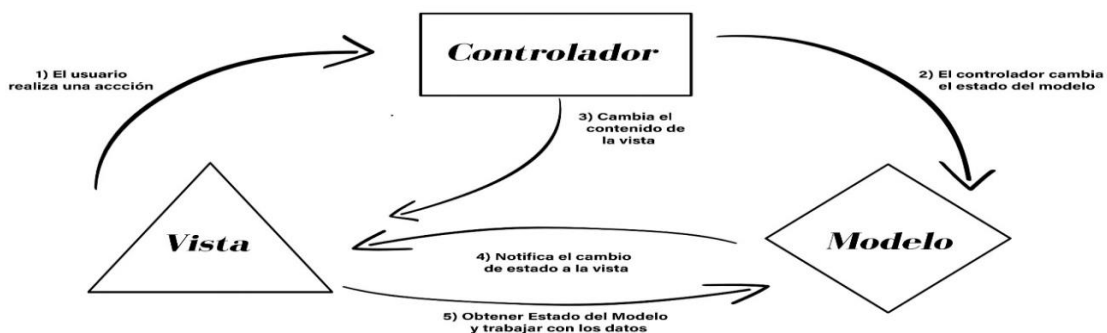 Controlador
1) El usuario
realiza una accción
2) El controlador cambia
el estado del modelo
3) Cambia el
contenido de
la vista
Vista
Modelo
4) Notifica el cambio
de estado a la vista
5) Obtener Estado del Modelo
y trabajar con los datos